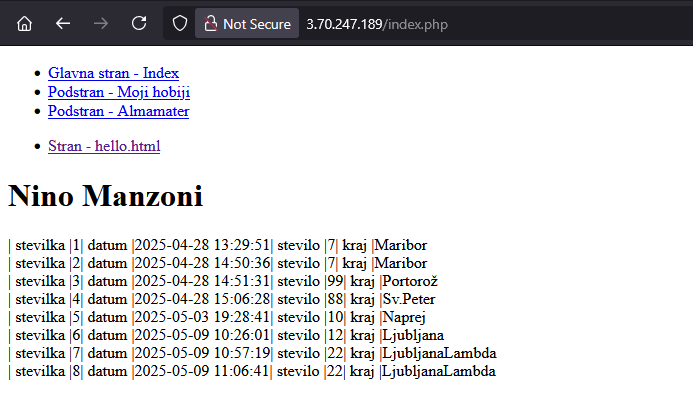 Not Secure 3.70.247.189/index.php
Glavna stran - Index
Podstran - Moji hobiji
Podstran - Almamater
Stran - hello.html
Nino Manzoni
| stevilka |1| datum |2025-04-28 13:29:51| stevilo |7| kraj |Maribor
| stevilka |2| datum |2025-04-28 14:50:36| stevilo |7| kraj |Maribor
| stevilka |3| datum |2025-04-28 14:51:31| stevilo |99| kraj |Portorož
| stevilka |4| datum |2025-04-28 15:06:28| stevilo |88| kraj |Sv.Peter
| stevilka |5| datum |2025-05-03 19:28:41| stevilo |10| kraj |Naprej
| stevilka |6| datum |2025-05-09 10:26:01| stevilo |12| kraj |Ljubljana
| stevilka |7| datum |2025-05-09 10:57:19| stevilo |22| kraj |LjubljanaLambda
| stevilka |8| datum |2025-05-09 11:06:41| stevilo |22| kraj |LjubljanaLambda